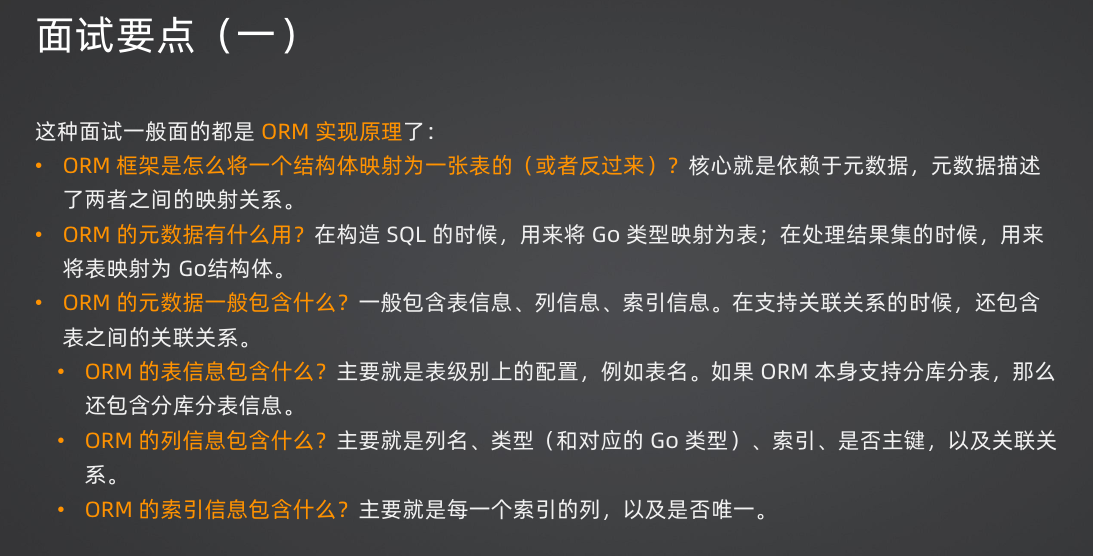 面试要点（一）
这种面试一般面的都是 ORM 实现原理了：
• ORM 框架是怎么将一个结构体映射为一张表的（或者反过来）？核心就是依赖于元数据，元数据描述
了两者之间的映射关系。
• ORM 的元数据有什么用？在构造 SQL 的时候，用来将 Go 类型映射为表；在处理结果集的时候，用来
将表映射为 Go结构体。
• ORM 的元数据一般包含什么？一般包含表信息、列信息、索引信息。在支持关联关系的时候，还包含
表之间的关联关系。
• ORM 的表信息包含什么？主要就是表级别上的配置，例如表名。如果 ORM 本身支持分库分表，那么
还包含分库分表信息。
• ORM 的列信息包含什么？主要就是列名、类型（和对应的 Go 类型）、索引、是否主键，以及关联关
系。
• ORM 的索引信息包含什么？主要就是每一个索引的列，以及是否唯一。